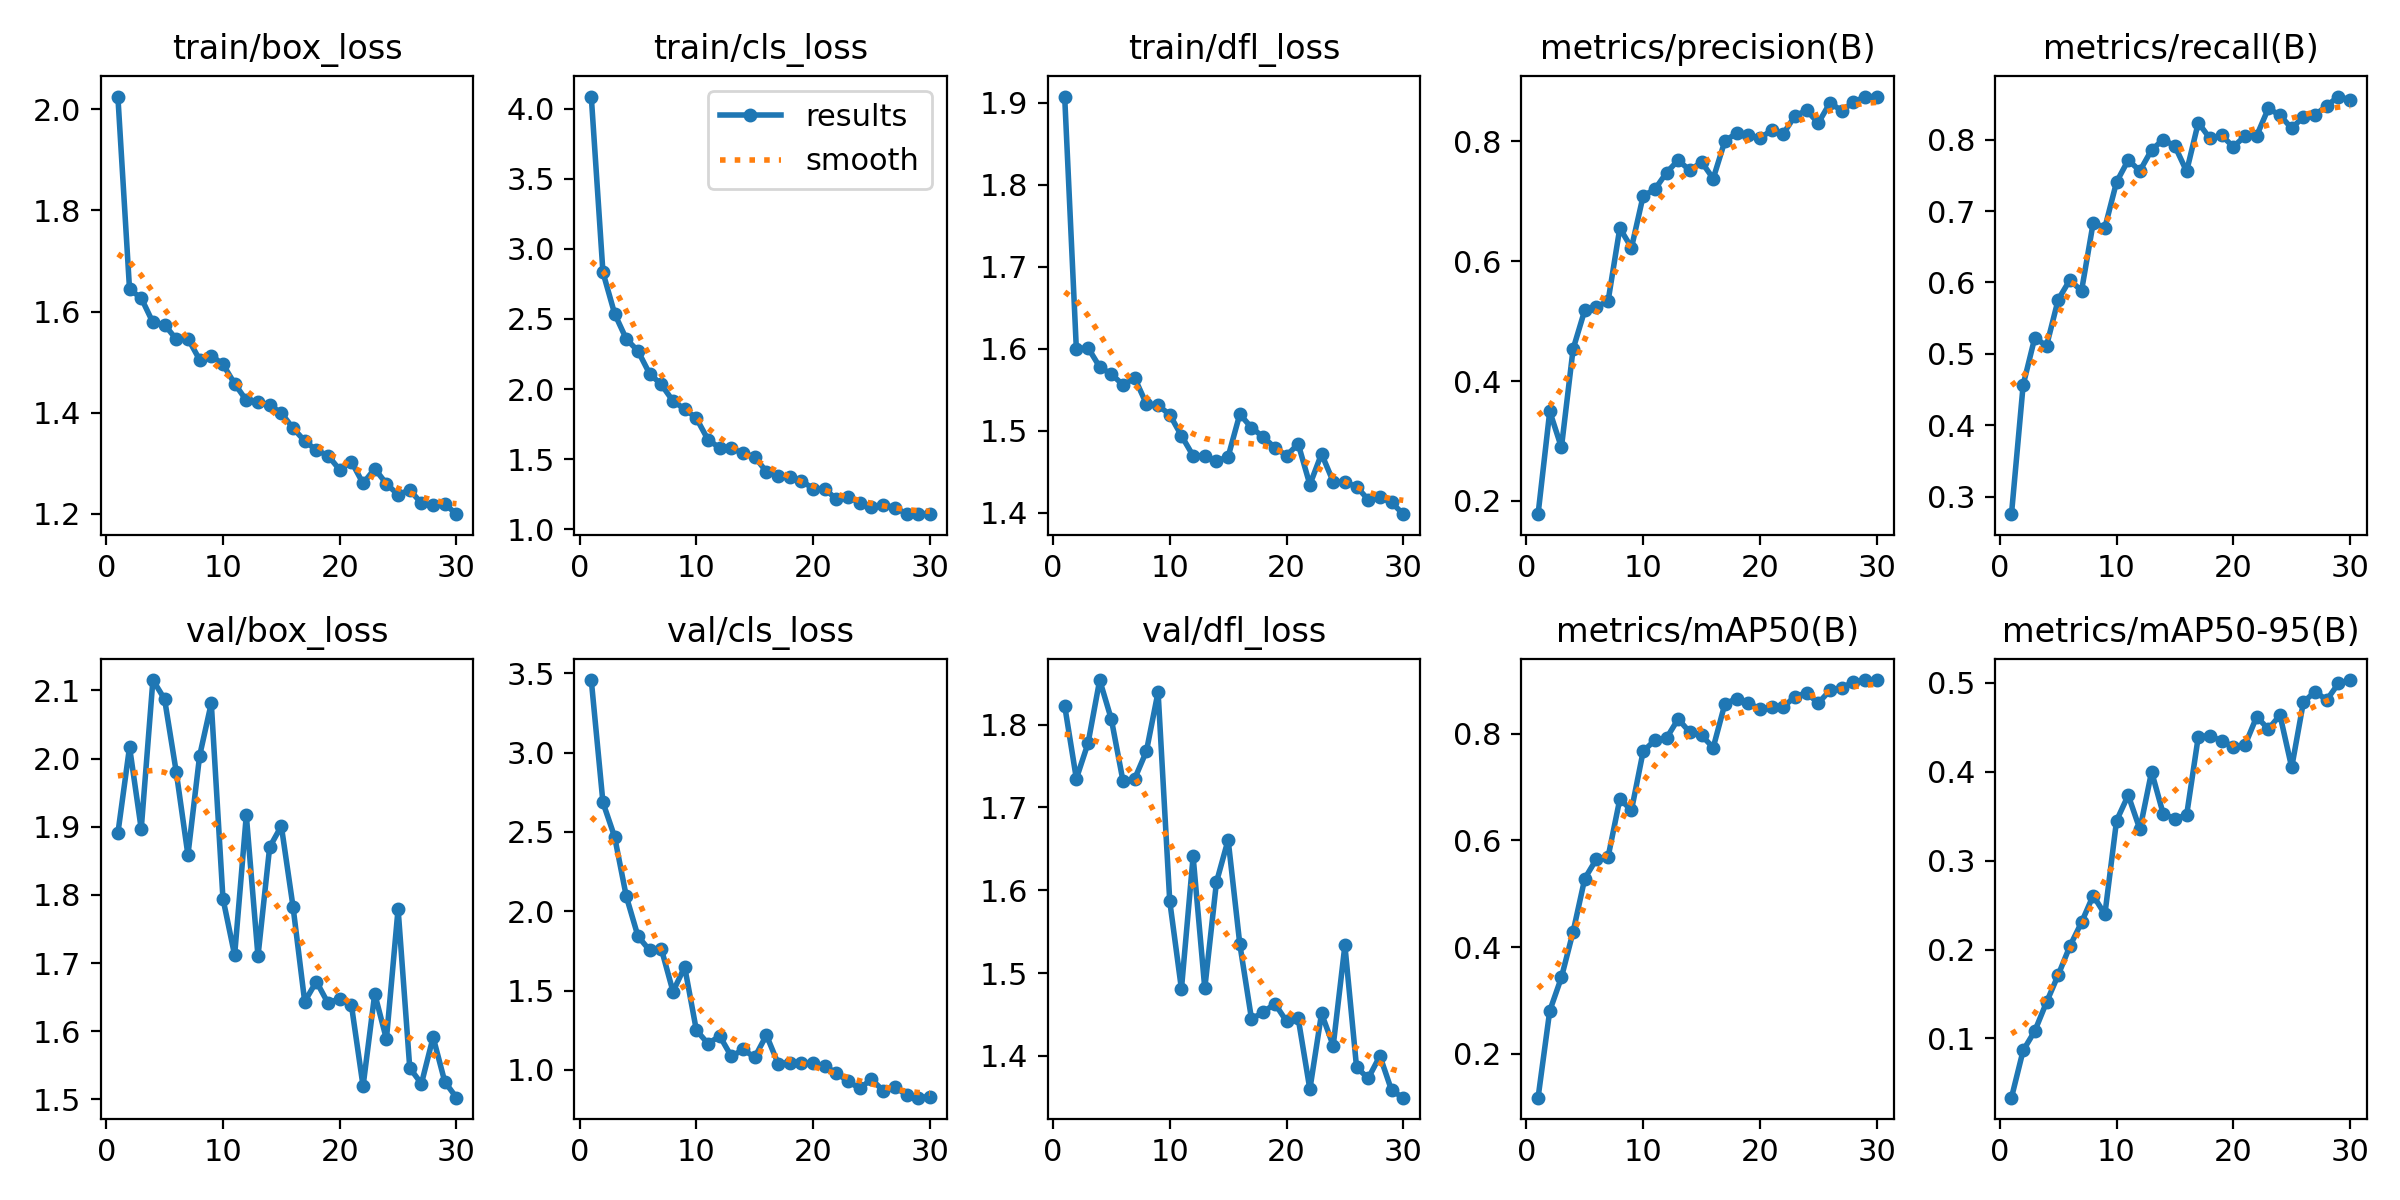 train/box_loss
2.0
1.8
1.6
1.4
1.2
0 10 20 30
train/cls_loss
results
smooth
4.0
3.5
3.0
2.5
2.0
1.5
1.0
0 10 20 30
train/dfl_loss
1.9
1.8
1.7
1.6
1.5
1.4
0 10 20 30
metrics/precision(B)
0.8
0.6
0.4
0.2
0 10 20 30
metrics/recall(B)
0.8
0.7
0.6
0.5
0.4
0.3
0 10 20 30
val/box_loss
2.1
2.0
1.9
1.8
1.7
1.6
1.5
0 10 20 30
val/cls_loss
3.5
3.0
2.5
2.0
1.5
1.0
0 10 20 30
val/dfl_loss
1.8
1.7
1.6
1.5
1.4
0 10 20 30
metrics/mAP50(B)
0.8
0.6
0.4
0.2
0 10 20 30
metrics/mAP50-95(B)
0.5
0.4
0.3
0.2
0.1
0 10 20 30